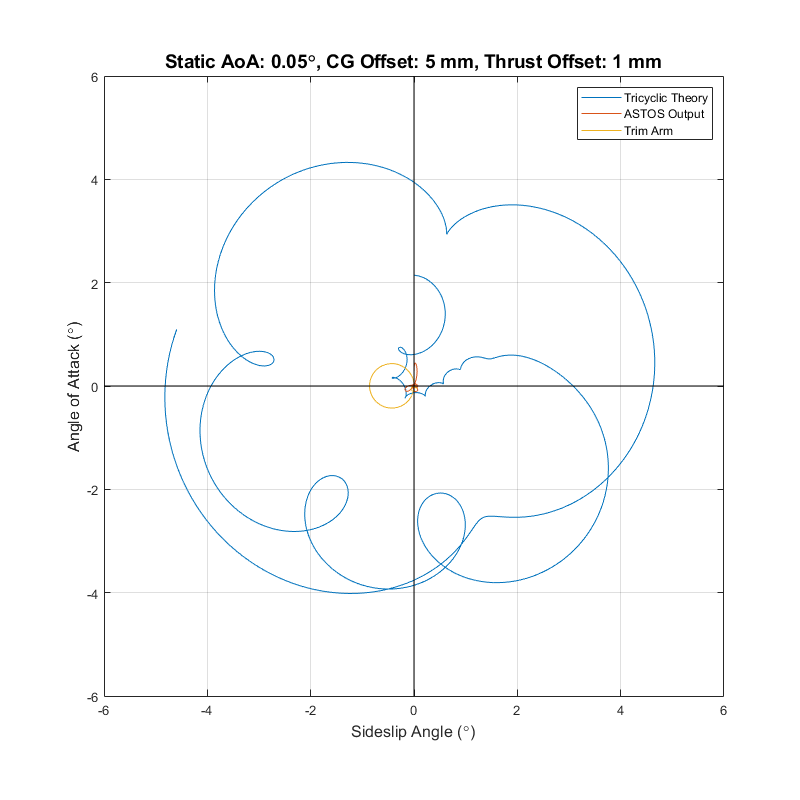 Static AoA: 0.05°, CG Offset: 5 mm, Thrust Offset: 1 mm
Tricyclic Theory
ASTOS Output
Trim Arm
6
4
2
0
-2
-4
-6
Angle of Attack (°)
-6 -4 -2 0 2 4 6
Sideslip Angle (°)